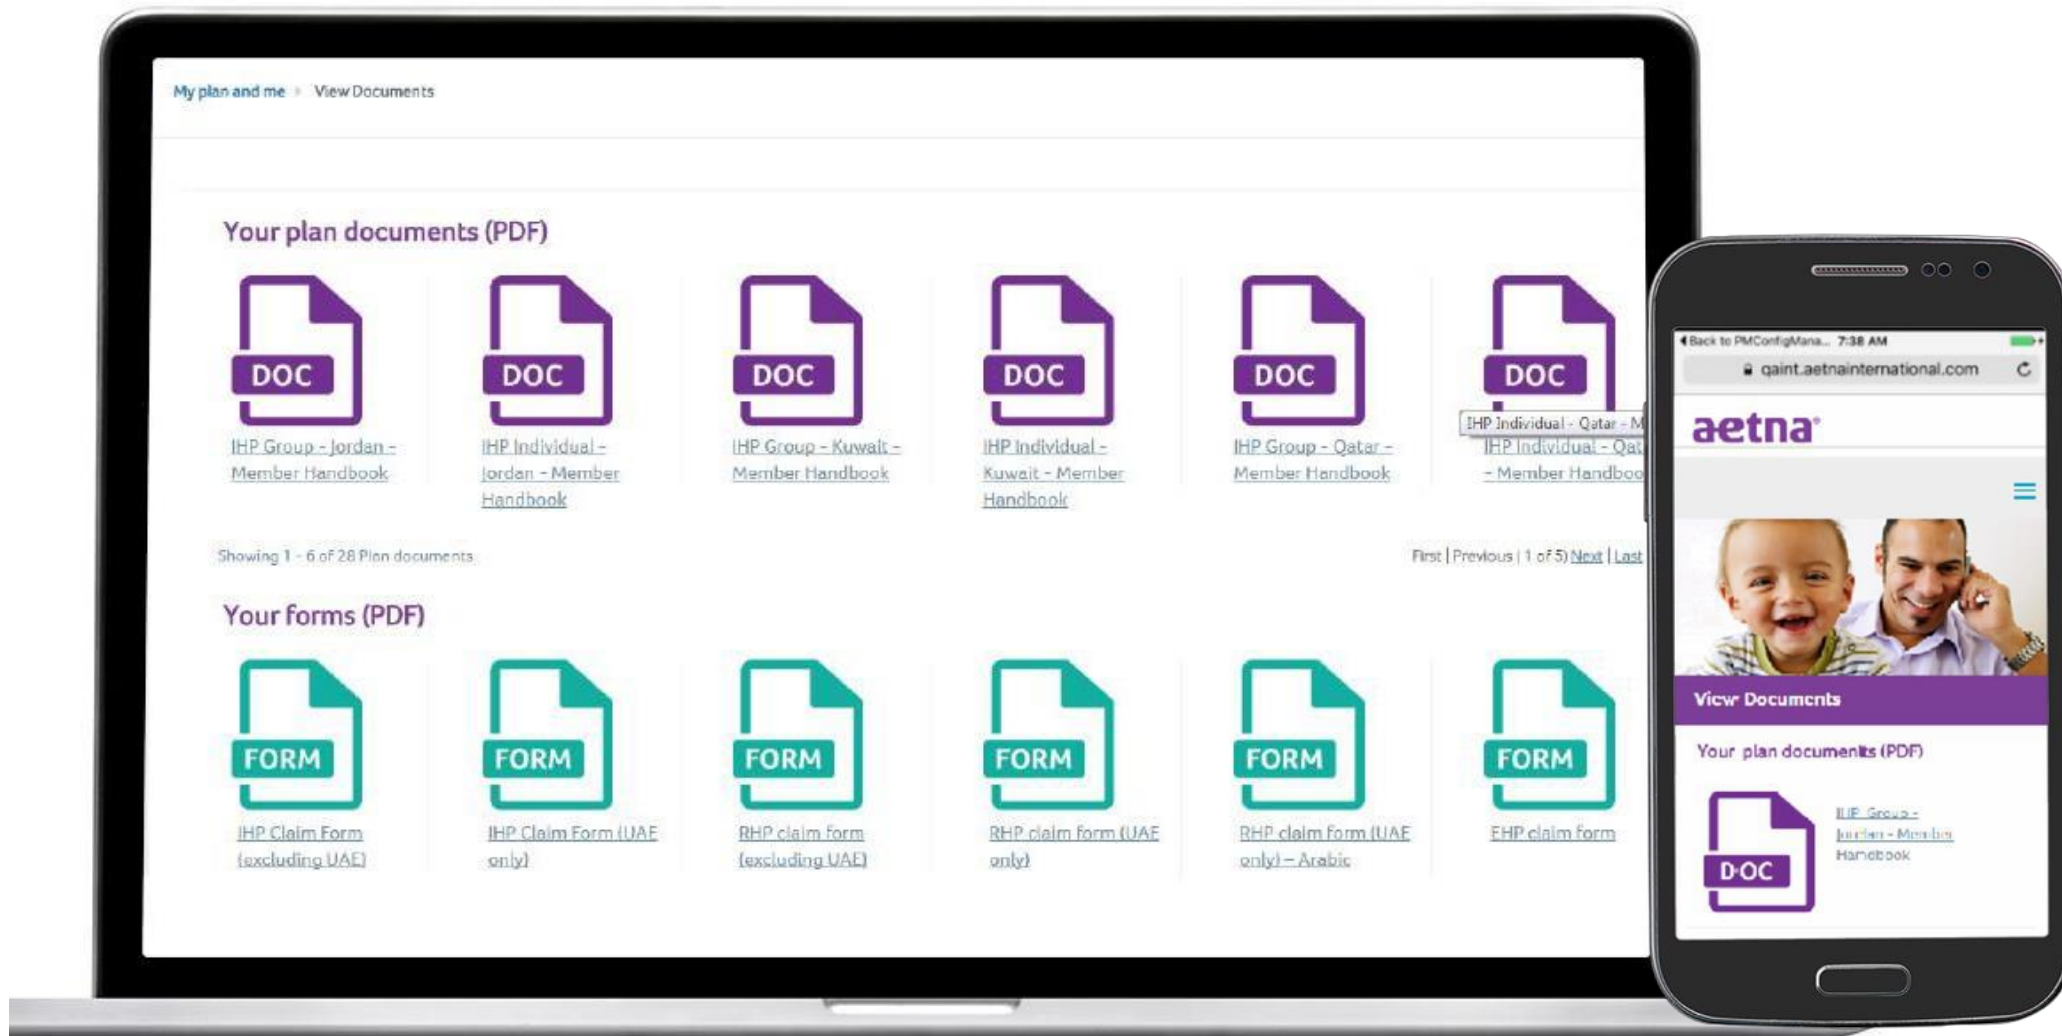 My plan and me View Documents
Your plan documents (PDF)
DOC DOC DOC DOC DOC DOC
IHP Group - Jordan -
Member Handbook
IHP Individual -
Jordan - Member
Handbook
IHP Group - Kuwait -
Member Handbook
IHP Individual -
Kuwait - Member
Handbook
IHP Group - Qatar -
Member Handbook
IHP Individual - Qatar - M
IHP Individual - Qat
- Member Handboo
Showing 1 - 6 of 28 Plan documents
First | Previous ( 1 of 5) Next | Last
Your forms (PDF)
FORM FORM FORM FORM FORM FORM
IHP Claim Form
(excluding UAE)
IHP Claim Form (UAE
only)
RHP claim form
(excluding UAE)
RHP claim form (UAE
only)
RHP claim form (UAE
only) – Arabic
EHP claim form
Back to PMConfigMana... 7:38 AM
qaint.aetnainternational.com
aetna®
View Documents
Your plan documents (PDF)
DOC
IHP Group -
Jordan - Member
Handbook